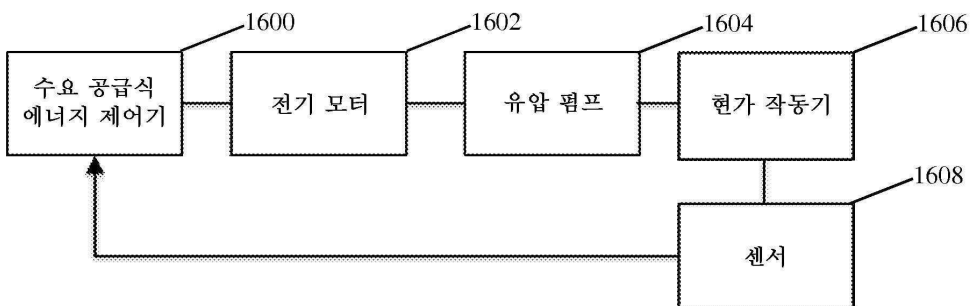 1600
1602
1604
1606
수요 공급식
에너지 제어기
전기 모터
유압 펌프
현가 작동기
1608
센서